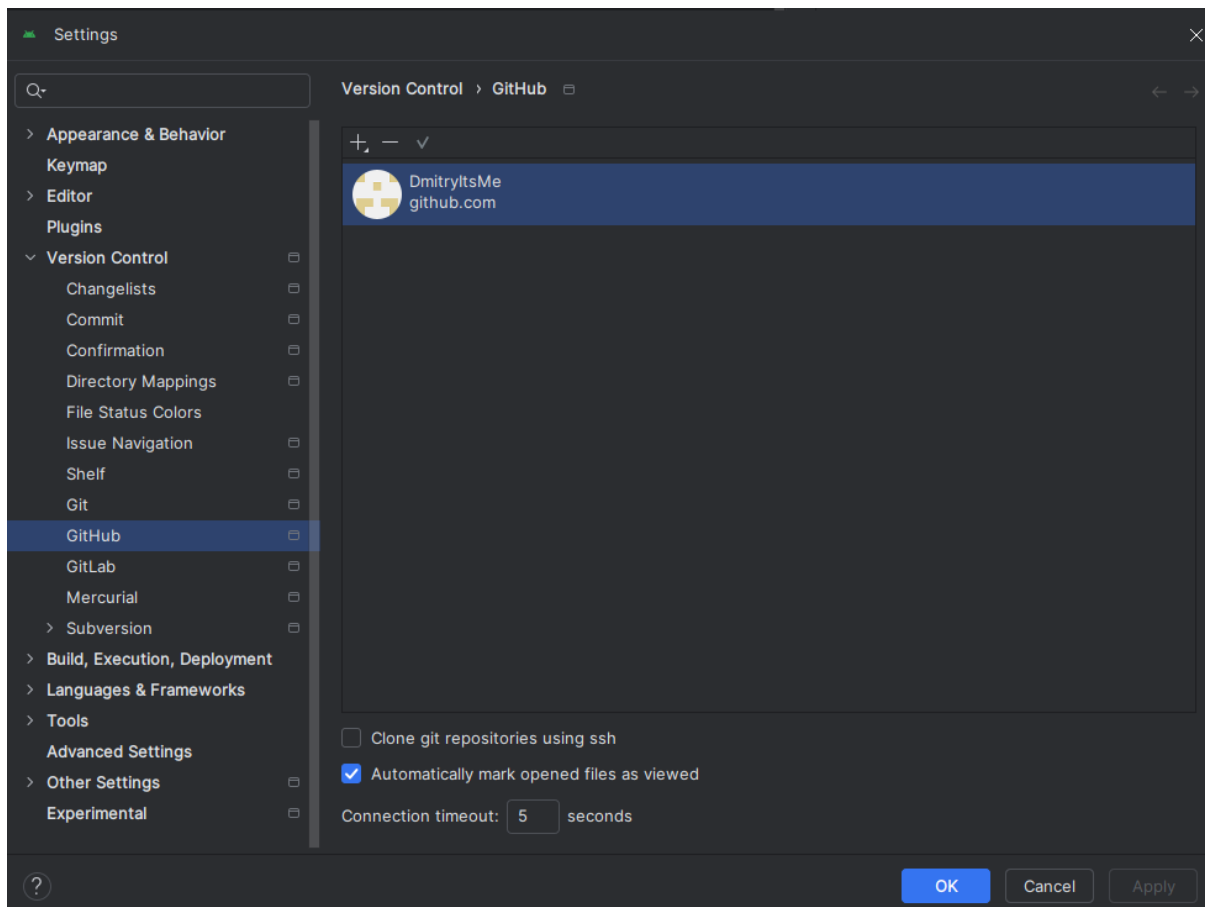 Settings
Version Control › GitHub
Appearance & Behavior
Keymap
Editor
Plugins
Version Control
Changelists
Commit
Confirmation
Directory Mappings
File Status Colors
Issue Navigation
Shelf
Git
GitHub
GitLab
Mercurial
Subversion
Build, Execution, Deployment
Languages & Frameworks
Tools
Advanced Settings
Other Settings
Experimental
DmitryItsMe
github.com
Clone git repositories using ssh
Automatically mark opened files as viewed
Connection timeout: 5 seconds
?
OK Cancel Apply